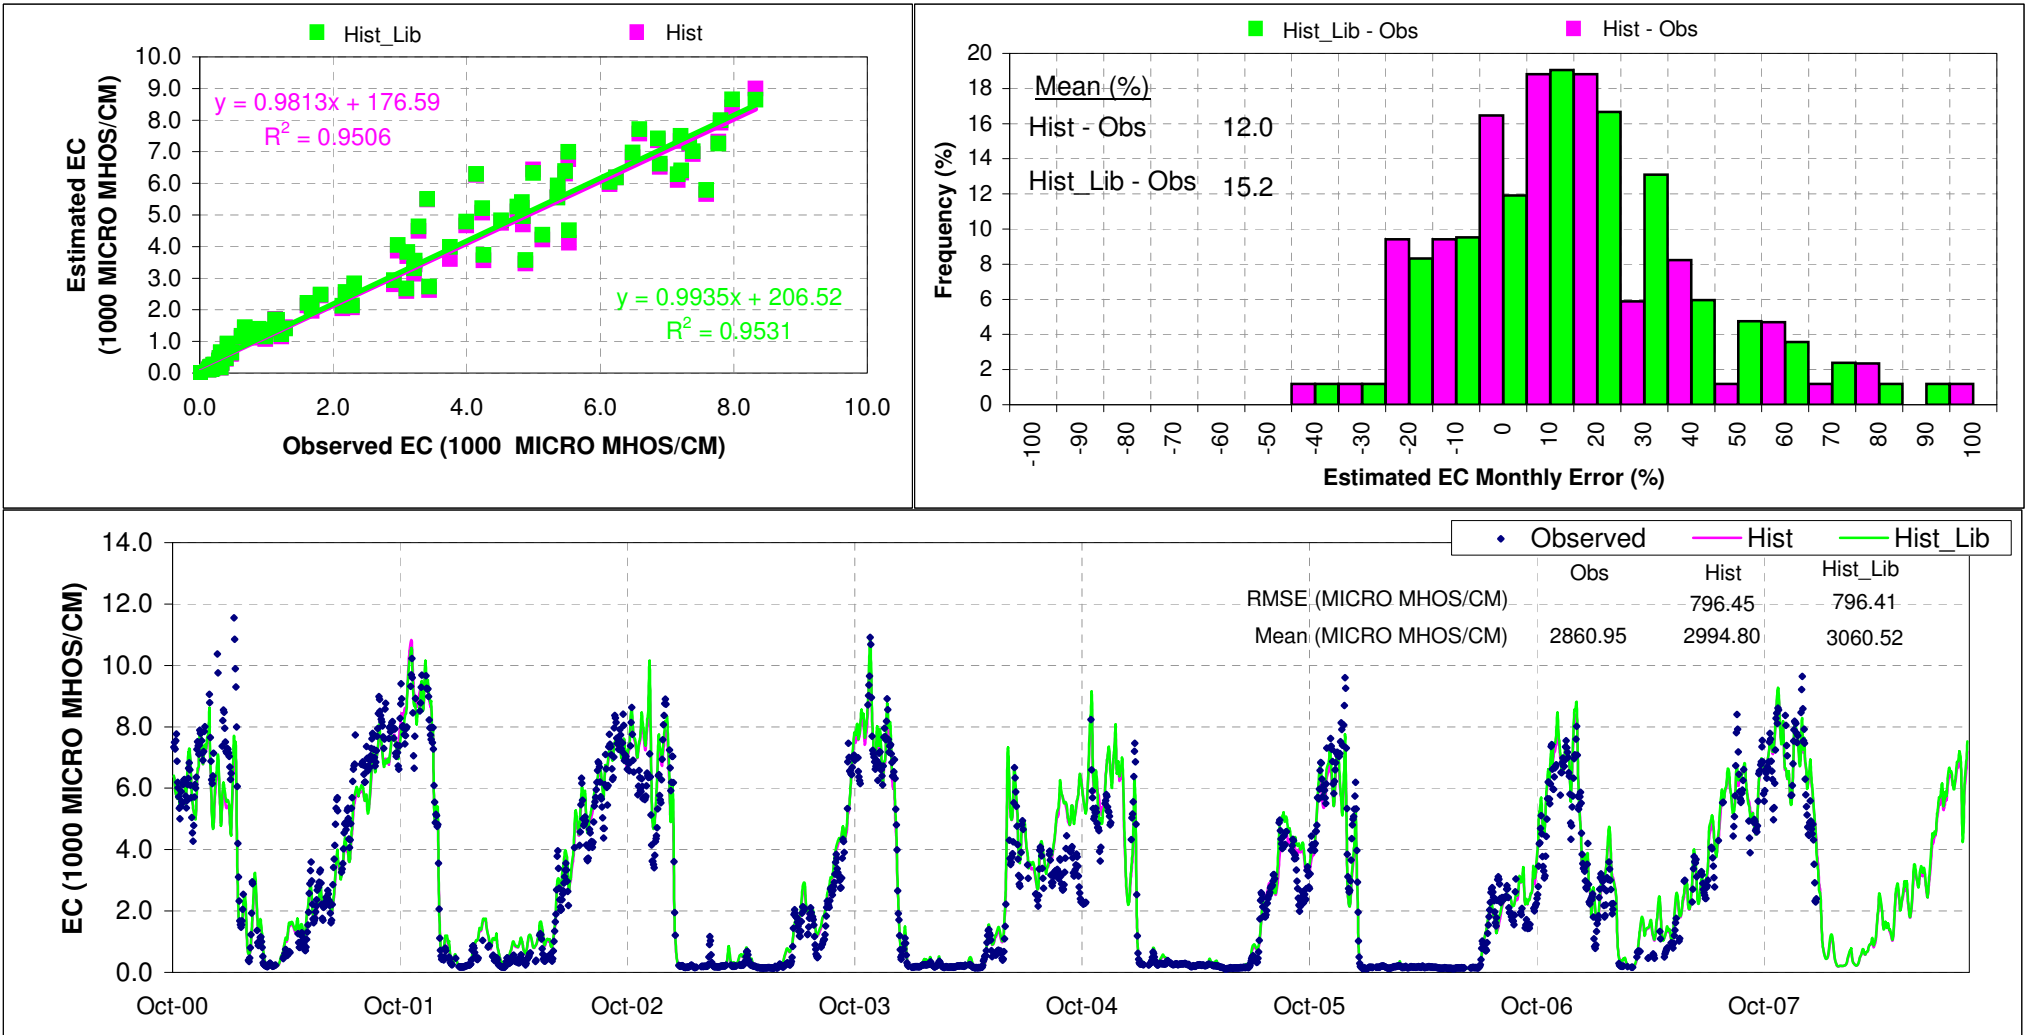 Hist_Lib Hist
10.0
9.0
8.0
7.0
6.0
5.0
4.0
3.0
2.0
1.0
0.0
Estimated EC
(1000 MICRO MHOS/CM)
y = 0.9813x + 176.59
R² = 0.9506
y = 0.9935x + 206.52
R² = 0.9531
0.0 2.0 4.0 6.0 8.0 10.0
Observed EC (1000 MICRO MHOS/CM)
Hist_Lib - Obs Hist - Obs
20
18
16
14
12
10
8
6
4
2
0
Frequency (%)
Mean (%)
Hist - Obs 12.0
Hist_Lib - Obs 15.2
-100 -90 -80 -70 -60 -50 -40 -30 -20 -10 0 10 20 30 40 50 60 70 80 90 100
Estimated EC Monthly Error (%)
Observed Hist Hist_Lib
Obs Hist Hist_Lib
RMSE (MICRO MHOS/CM) 796.45 796.41
Mean (MICRO MHOS/CM) 2860.95 2994.80 3060.52
14.0
12.0
10.0
8.0
6.0
4.0
2.0
0.0
EC (1000 MICRO MHOS/CM)
Oct-00 Oct-01 Oct-02 Oct-03 Oct-04 Oct-05 Oct-06 Oct-07